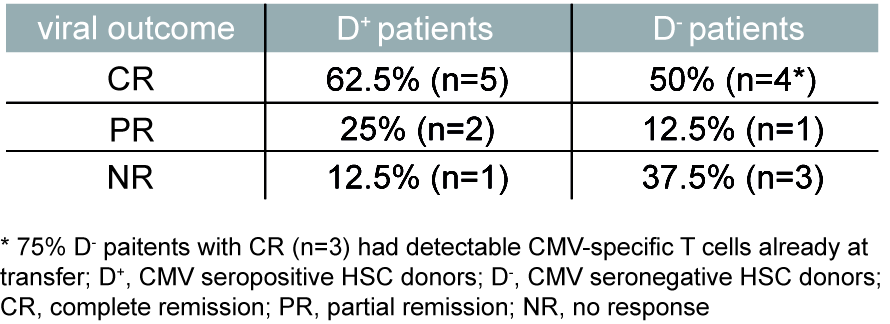 viral outcome D⁺ patients D⁻ patients
CR 62.5% (n=5) 50% (n=4*)
PR 25% (n=2) 12.5% (n=1)
NR 12.5% (n=1) 37.5% (n=3)
* 75% D⁻ paitents with CR (n=3) had detectable CMV-specific T cells already at
transfer; D⁺, CMV seropositive HSC donors; D⁻, CMV seronegative HSC donors;
CR, complete remission; PR, partial remission; NR, no response